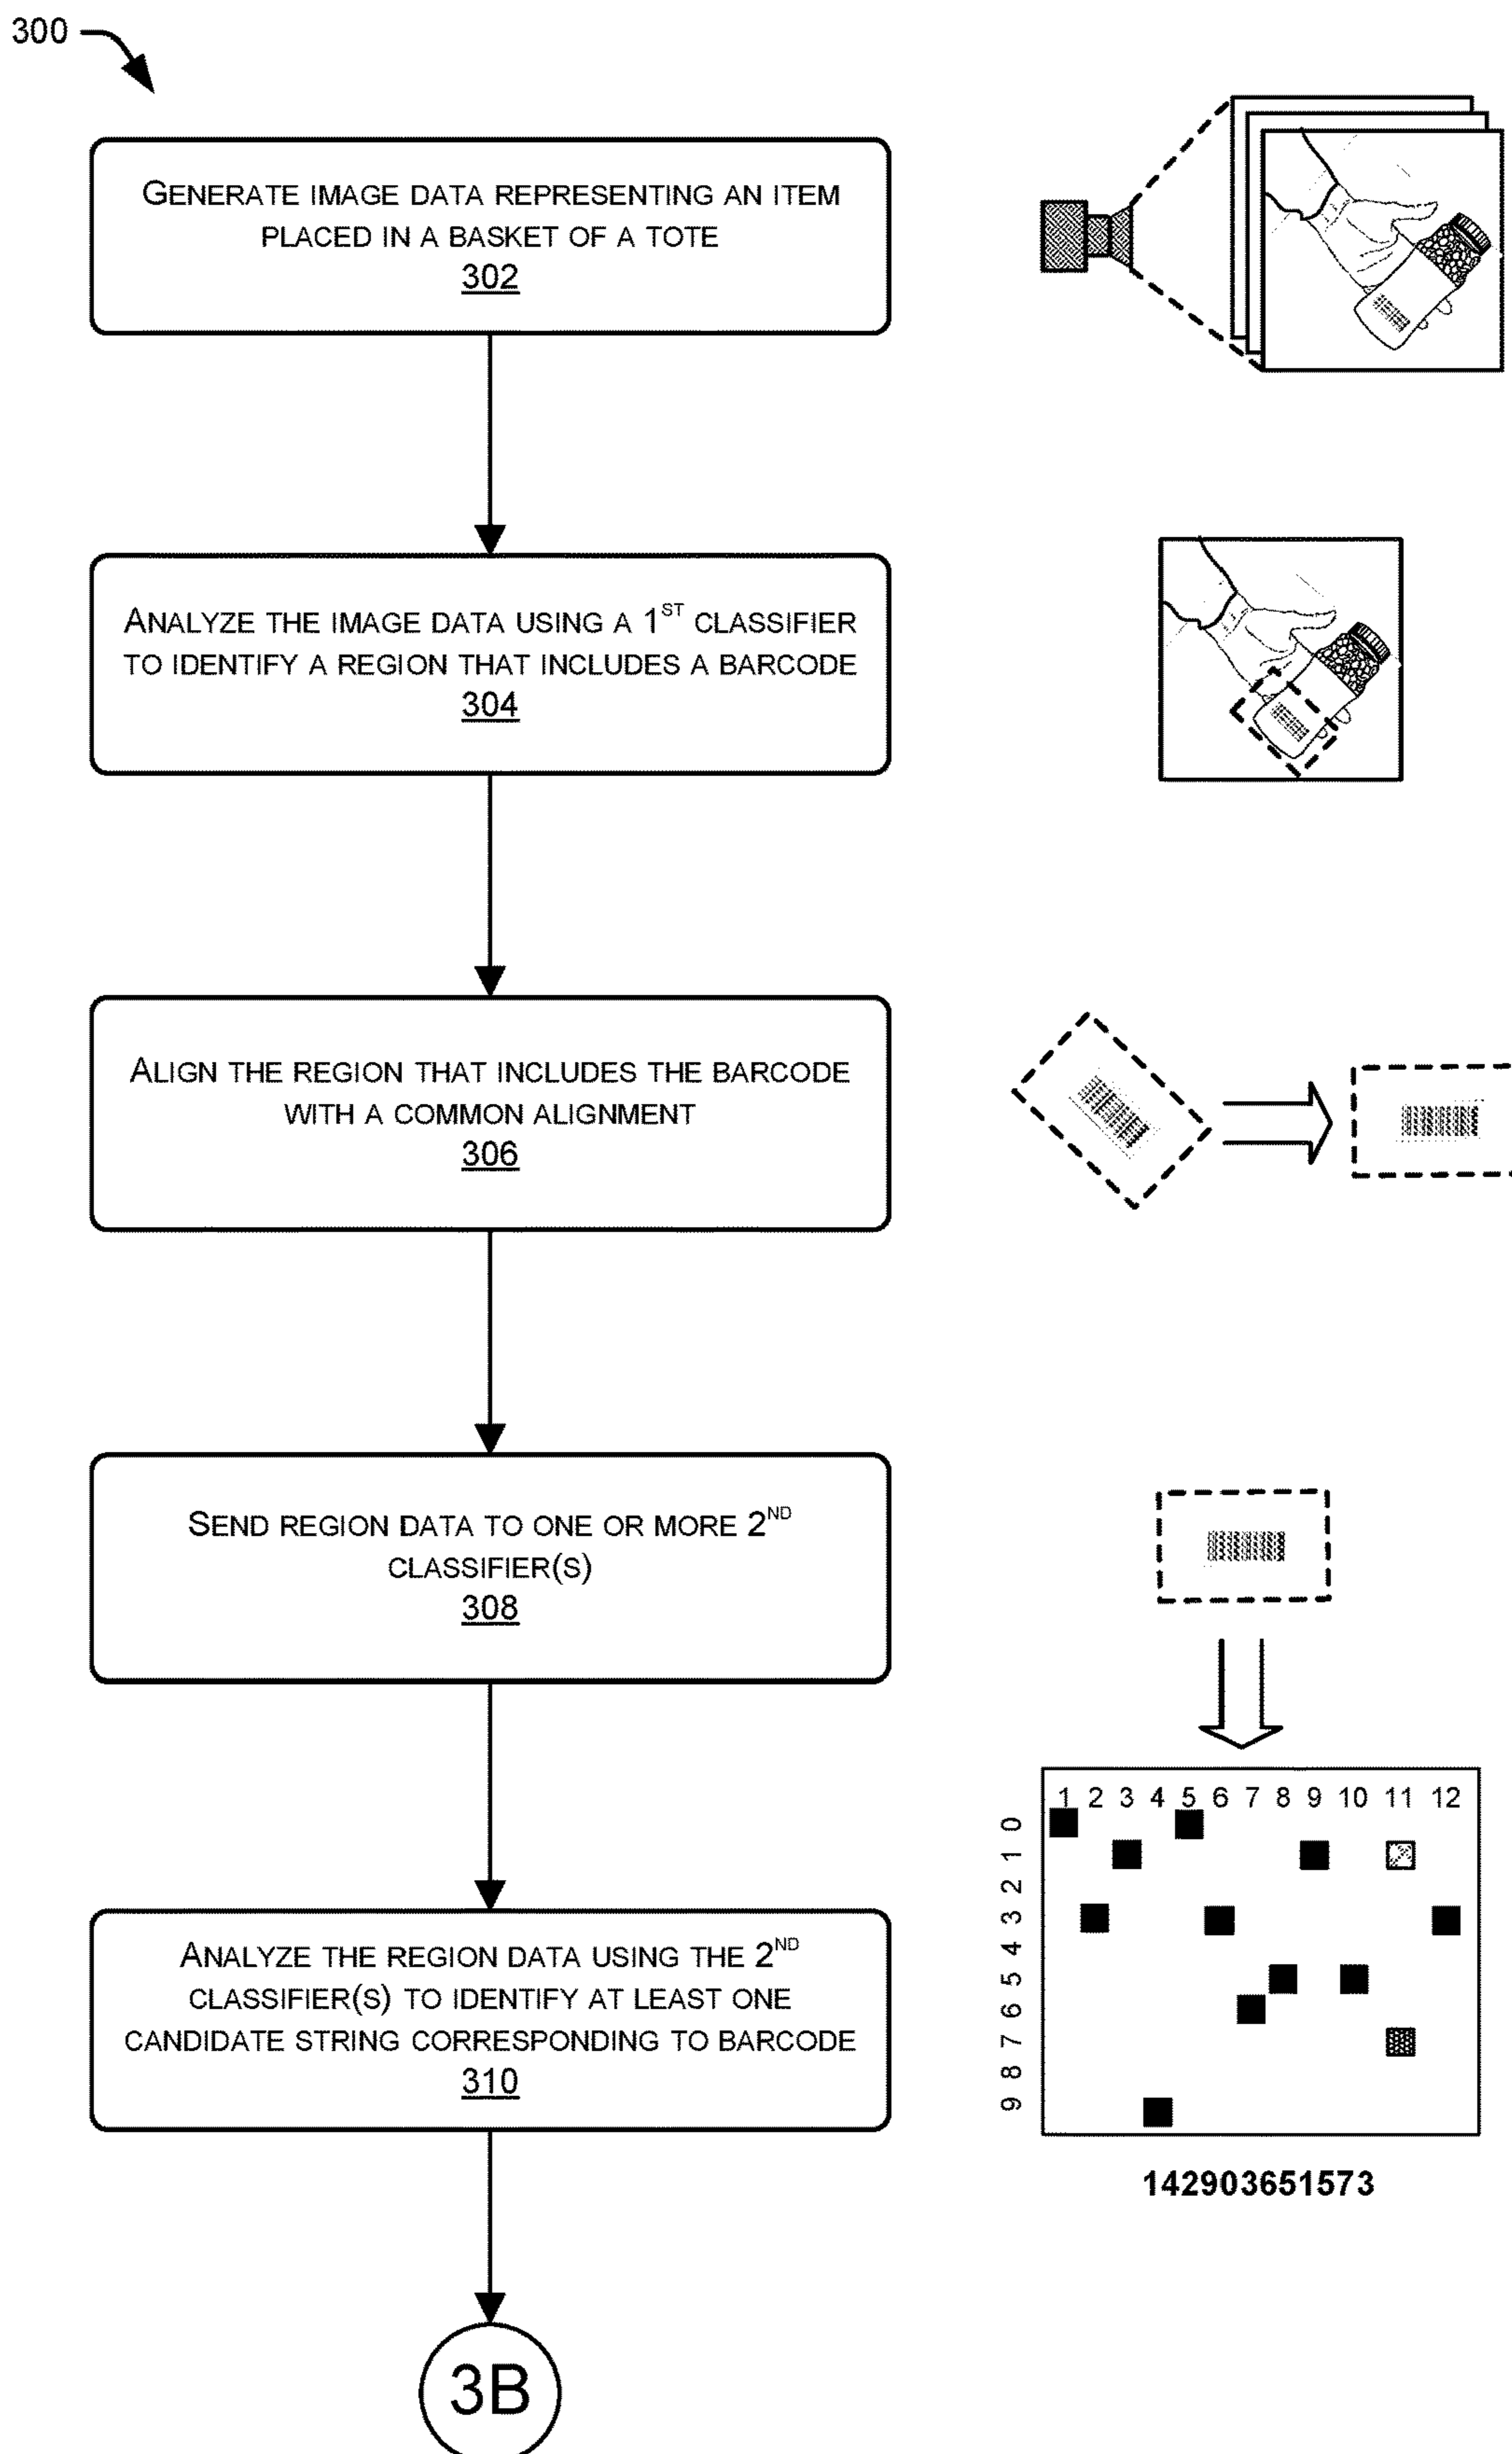 300
GENERATE IMAGE DATA REPRESENTING AN ITEM
PLACED IN A BASKET OF A TOTE
302
ANALYZE THE IMAGE DATA USING A 1ST CLASSIFIER
TO IDENTIFY A REGION THAT INCLUDES A BARCODE
304
ALIGN THE REGION THAT INCLUDES THE BARCODE
WITH A COMMON ALIGNMENT
306
SEND REGION DATA TO ONE OR MORE 2ND
CLASSIFIER(S)
308
ANALYZE THE REGION DATA USING THE 2ND
CLASSIFIER(S) TO IDENTIFY AT LEAST ONE
CANDIDATE STRING CORRESPONDING TO BARCODE
310
1 2 3 4 5 6 7 8 9 10 11 12
0
1
2
3
4
5
6
7
8
9
142903651573
3B